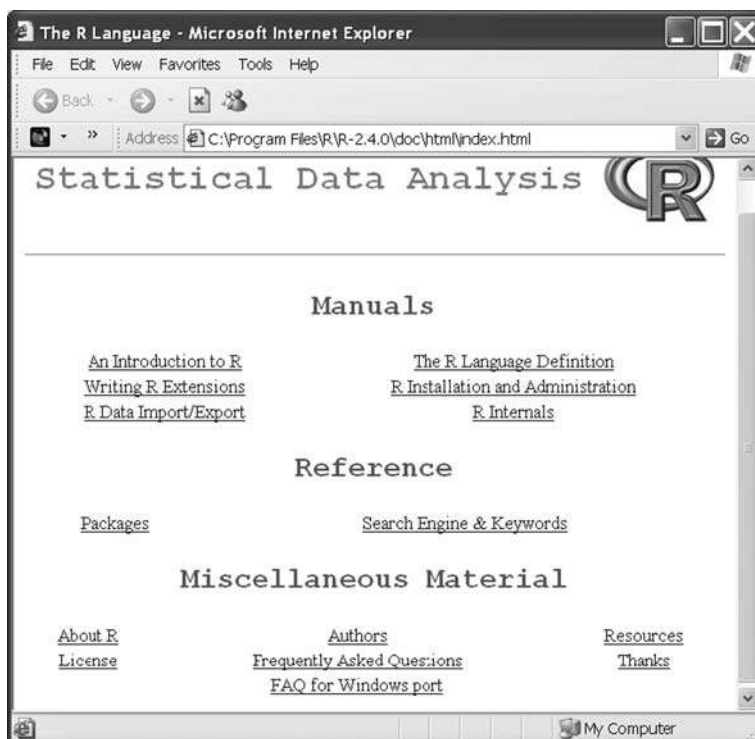 The R Language - Microsoft Internet Explorer
File Edit View Favorites Tools Help
Back
» Address C:\Program Files\R\R-2.4.0\doc\html\index.html Go
Statistical Data Analysis R
Manuals
An Introduction to R The R Language Definition
Writing R Extensions R Installation and Administration
R Data Import/Export R Internals
Reference
Packages Search Engine & Keywords
Miscellaneous Material
About R Authors Resources
License Frequently Asked Questions Thanks
FAQ for Windows port
My Computer